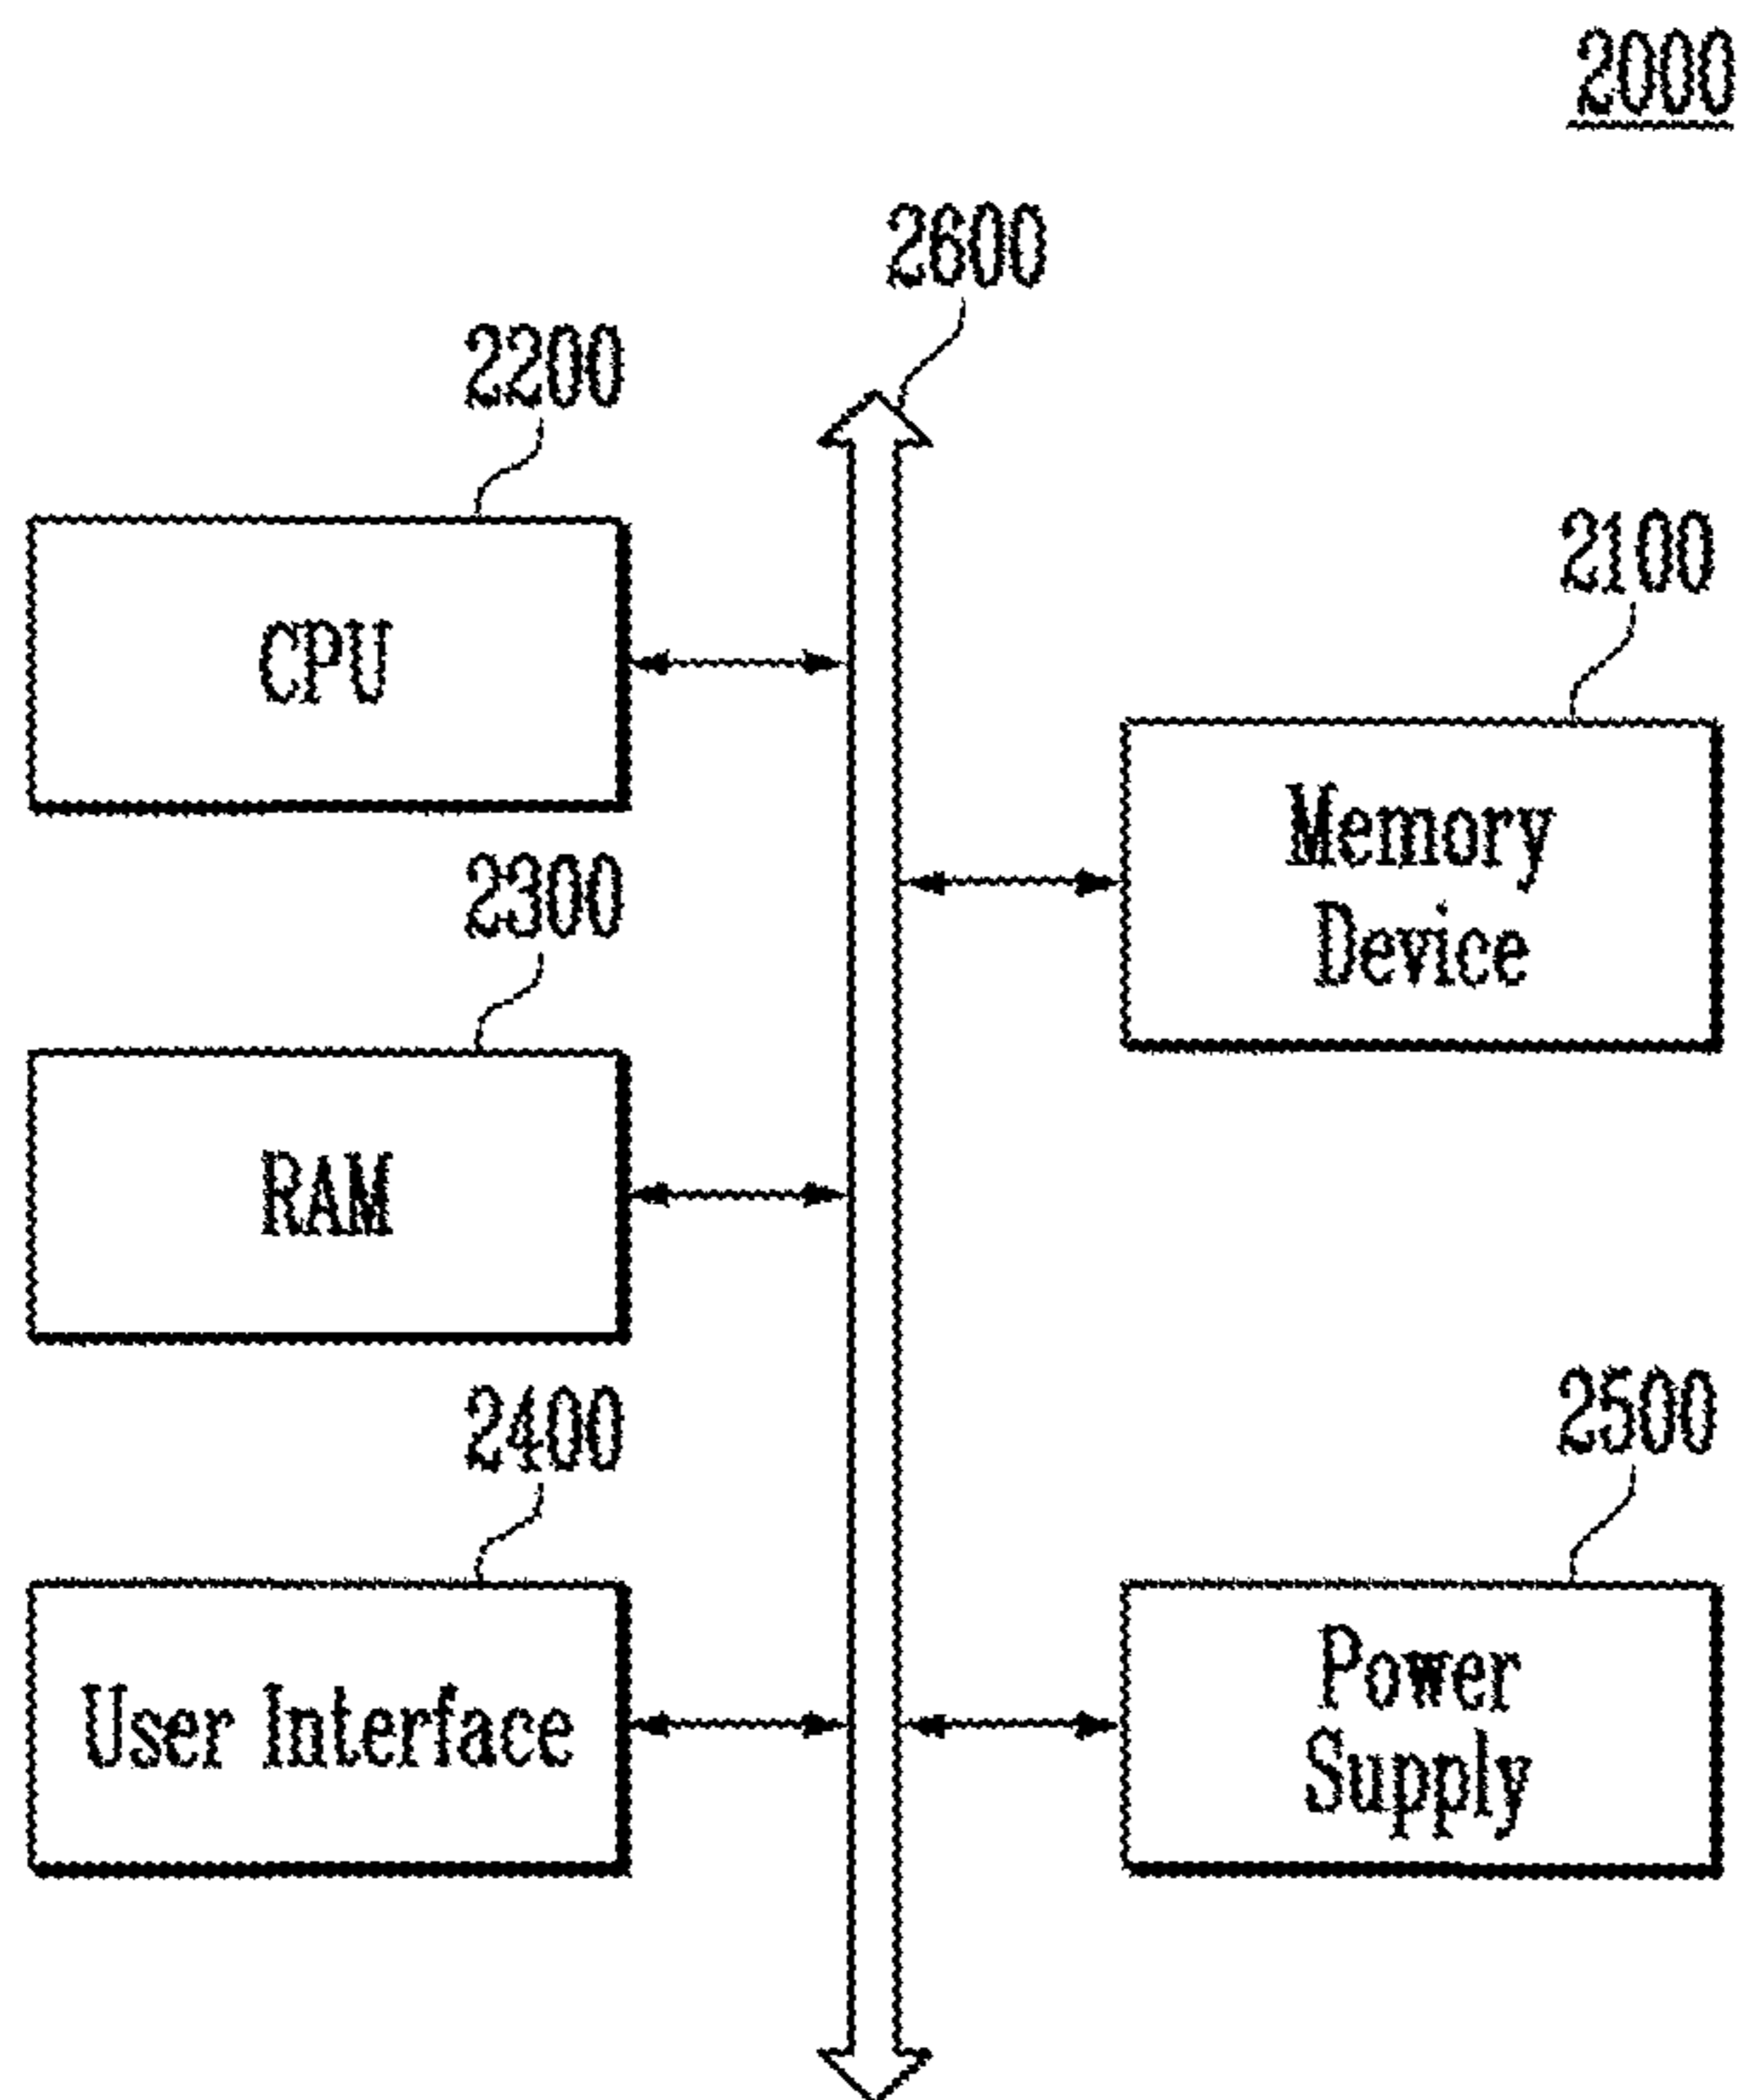 2000
2600
2200
CPU
2100
Memory
Device
2300
RAM
2400
User Interface
2500
Power
Supply